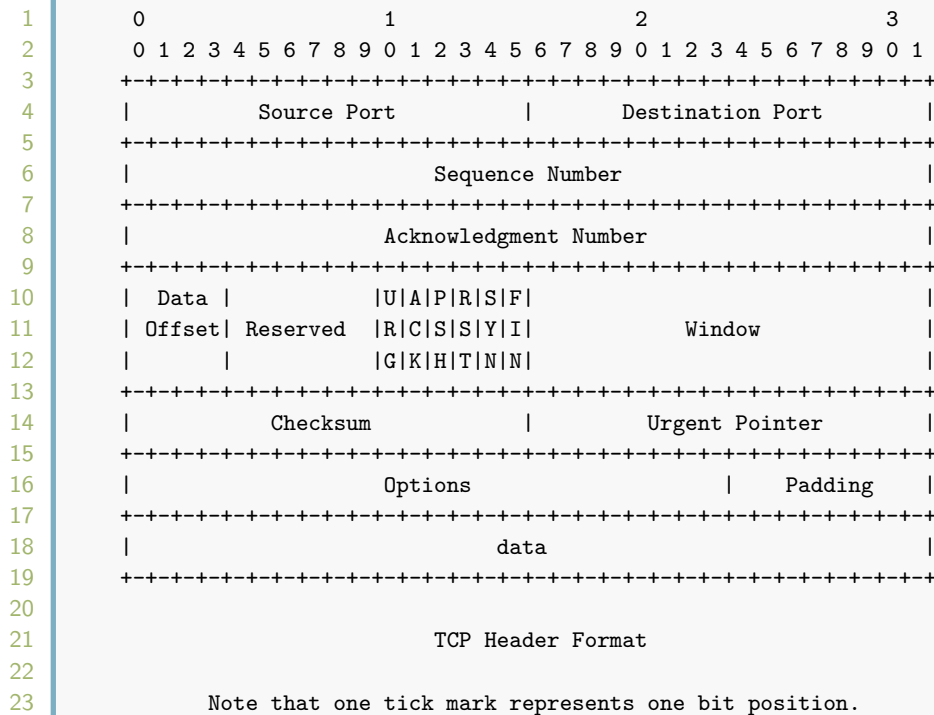 1      0                   1                   2                   3
2      0 1 2 3 4 5 6 7 8 9 0 1 2 3 4 5 6 7 8 9 0 1 2 3 4 5 6 7 8 9 0 1
3     +-+-+-+-+-+-+-+-+-+-+-+-+-+-+-+-+-+-+-+-+-+-+-+-+-+-+-+-+-+-+-+-+
4     |          Source Port          |       Destination Port        |
5     +-+-+-+-+-+-+-+-+-+-+-+-+-+-+-+-+-+-+-+-+-+-+-+-+-+-+-+-+-+-+-+-+
6     |                        Sequence Number                        |
7     +-+-+-+-+-+-+-+-+-+-+-+-+-+-+-+-+-+-+-+-+-+-+-+-+-+-+-+-+-+-+-+-+
8     |                    Acknowledgment Number                      |
9     +-+-+-+-+-+-+-+-+-+-+-+-+-+-+-+-+-+-+-+-+-+-+-+-+-+-+-+-+-+-+-+-+
10    |  Data |           |U|A|P|R|S|F|                               |
11    | Offset| Reserved  |R|C|S|S|Y|I|            Window             |
12    |       |           |G|K|H|T|N|N|                               |
13    +-+-+-+-+-+-+-+-+-+-+-+-+-+-+-+-+-+-+-+-+-+-+-+-+-+-+-+-+-+-+-+-+
14    |           Checksum            |         Urgent Pointer        |
15    +-+-+-+-+-+-+-+-+-+-+-+-+-+-+-+-+-+-+-+-+-+-+-+-+-+-+-+-+-+-+-+-+
16    |                    Options                    |    Padding    |
17    +-+-+-+-+-+-+-+-+-+-+-+-+-+-+-+-+-+-+-+-+-+-+-+-+-+-+-+-+-+-+-+-+
18    |                             data                              |
19    +-+-+-+-+-+-+-+-+-+-+-+-+-+-+-+-+-+-+-+-+-+-+-+-+-+-+-+-+-+-+-+-+
20
21                            TCP Header Format
22
23          Note that one tick mark represents one bit position.